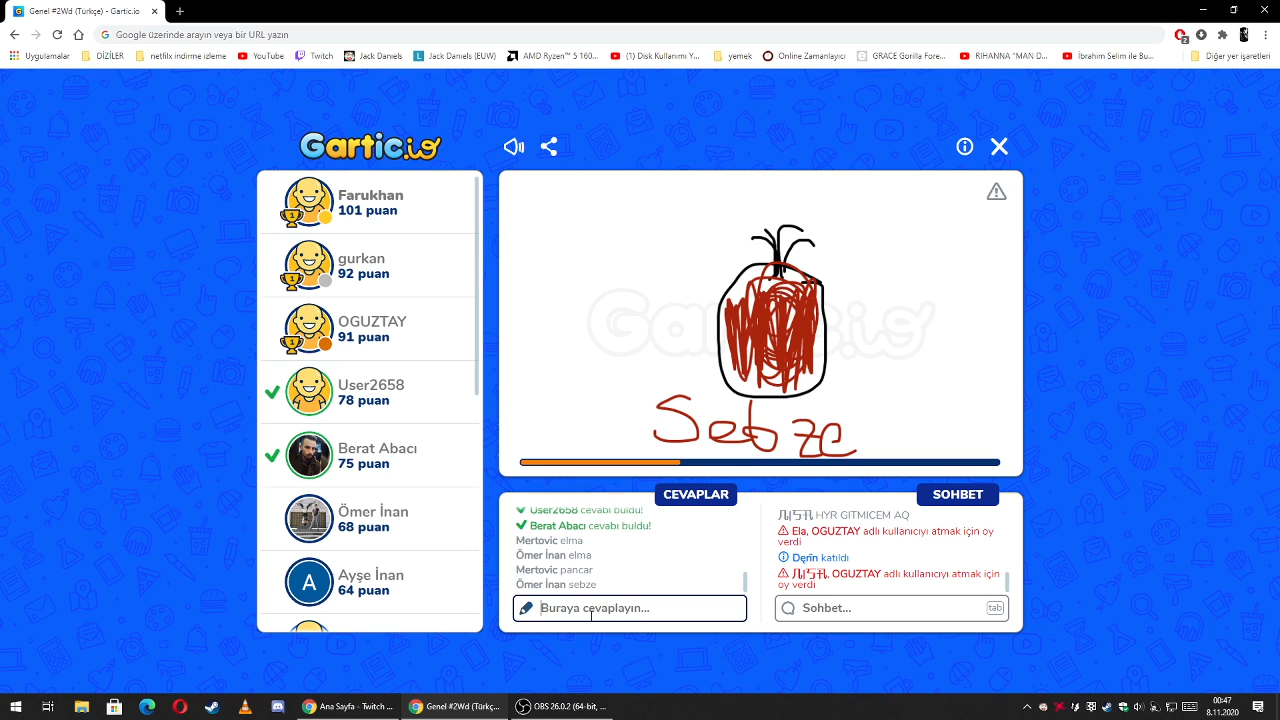 Genel #2Wd (Türkçe) - Gartic.io
Google üzerinde arayın veya bir URL yazın
2
Uygulamalar DİZİLER netfilx indirme izleme YouTube Twitch Jack Daniels Jack Daniels (EUW) AMD Ryzen™ 5 160... (1) Disk Kullanımı Y... yemek Online Zamanlayıcı GRACE Gorilla Fore... RIHANNA "MAN D... İbrahim Selim ile Bu... Diğer yer işaretleri
Gartic.io
Farukhan
101 puan
gurkan
92 puan
OGUZTAY
91 puan
User2658
78 puan
Berat Abacı
75 puan
Ömer İnan
68 puan
A
Ayşe İnan
64 puan
Sebze
CEVAPLAR
User2658 cevabı buldu!
Berat Abacı cevabı buldu!
Mertovic elma
Ömer İnan elma
Mertovic pancar
Ömer İnan sebze
Buraya cevaplayın...
SOHBET
HYR GITMICEM AQ
Ela, OGUZTAY adlı kullanıcıyı atmak için oy
verdi
Dęrîn katıldı
OGUZTAY adlı kullanıcıyı atmak için
oy verdi
Sohbet...
tab
Ana Sayfa - Twitch ... Genel #2Wd (Türkç... OBS 26.0.2 (64-bit, ...
00:47
8.11.2020